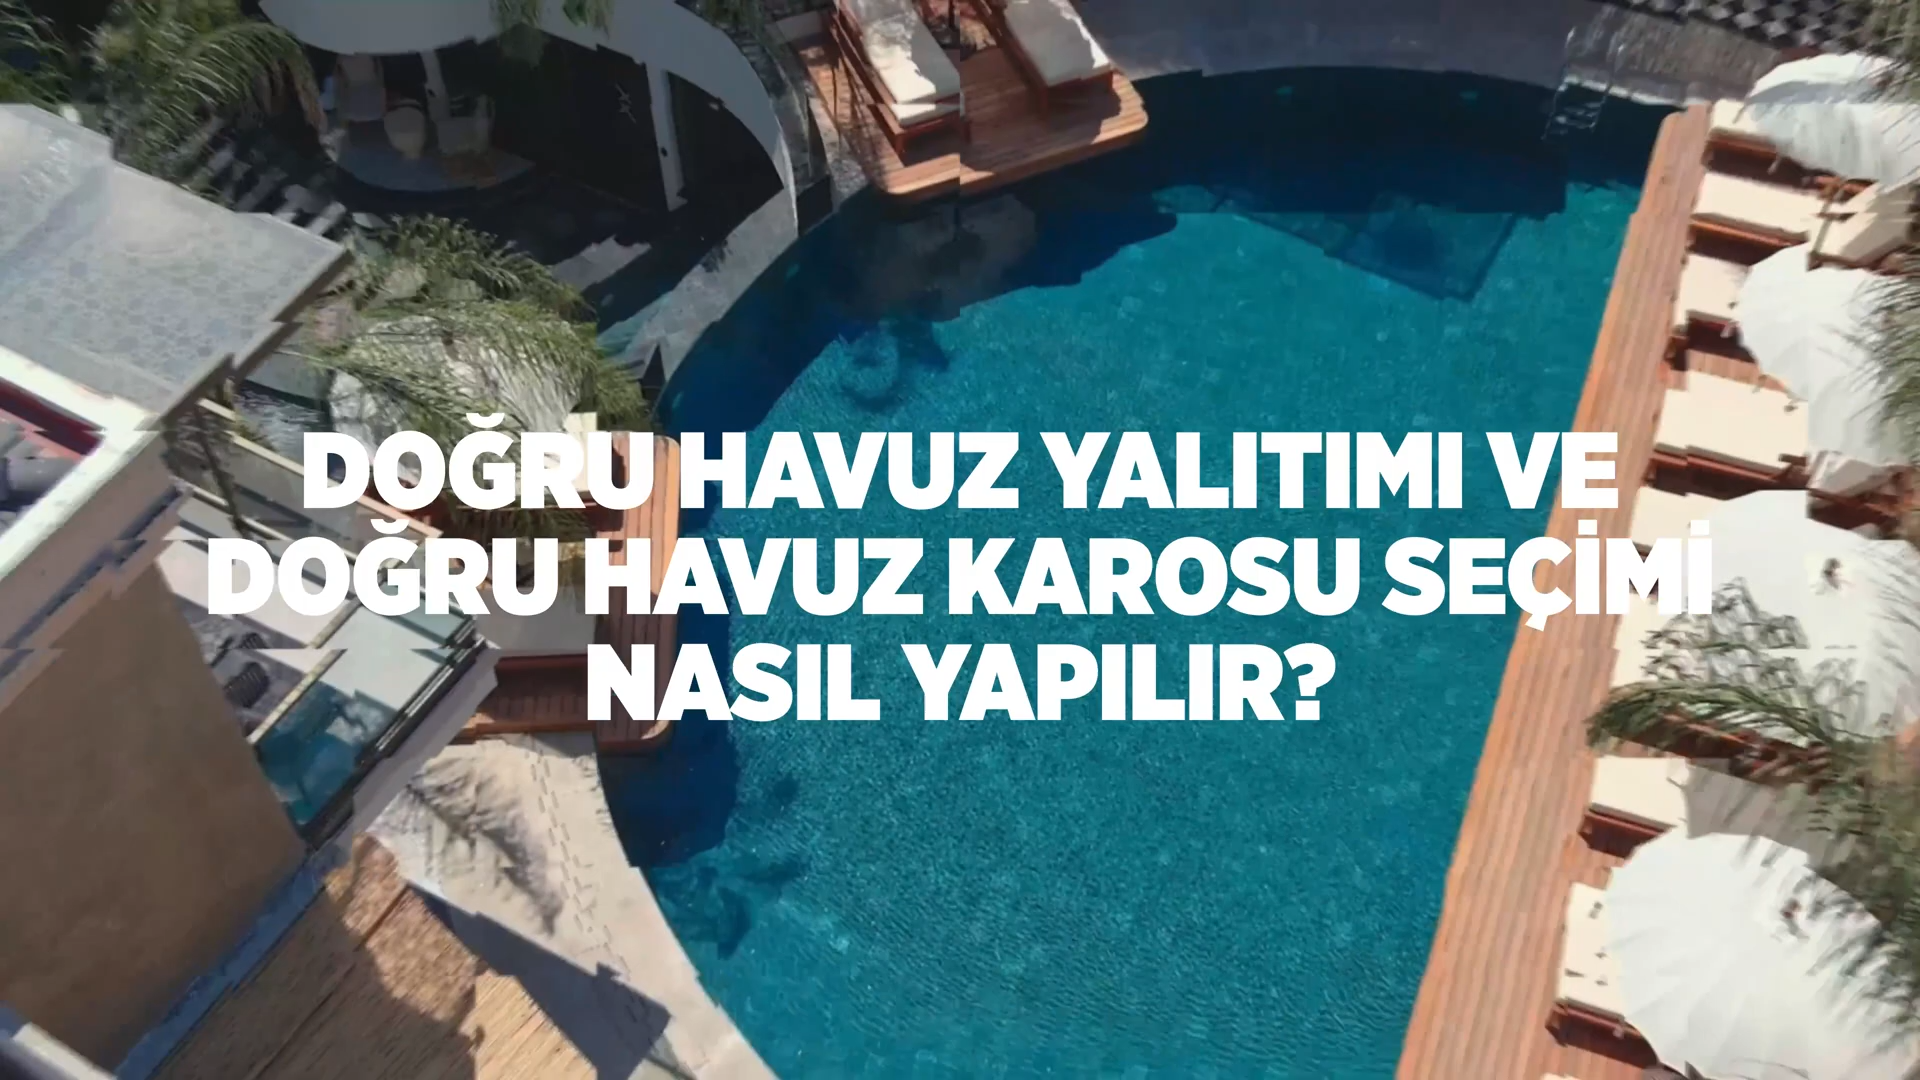 DOĞRU HAVUZ YALITIMI VE
DOĞRU HAVUZ KAROSU SEÇİMİ
NASIL YAPILIR?